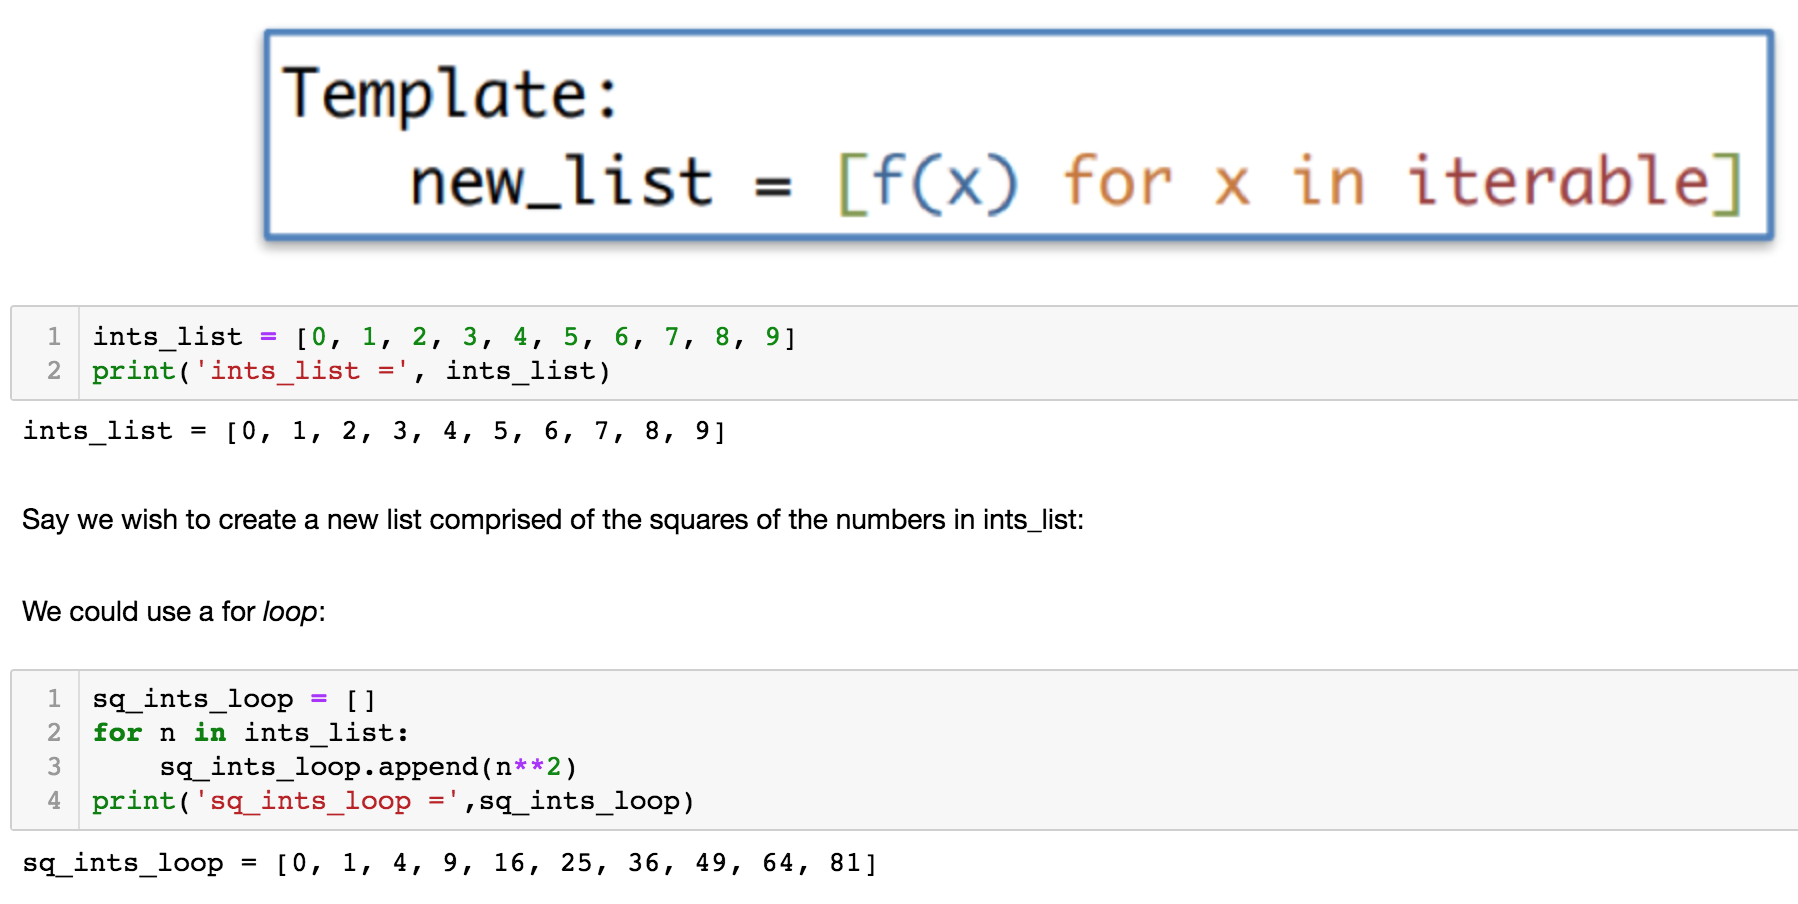 Template:
new_list = [f(x) for x in iterable]
1 ints_list = [0, 1, 2, 3, 4, 5, 6, 7, 8, 9]
2 print('ints_list =', ints_list)
ints_list = [0, 1, 2, 3, 4, 5, 6, 7, 8, 9]
Say we wish to create a new list comprised of the squares of the numbers in ints_list:
We could use a for loop:
1 sq_ints_loop = []
2 for n in ints_list:
3     sq_ints_loop.append(n**2)
4 print('sq_ints_loop =',sq_ints_loop)
sq_ints_loop = [0, 1, 4, 9, 16, 25, 36, 49, 64, 81]